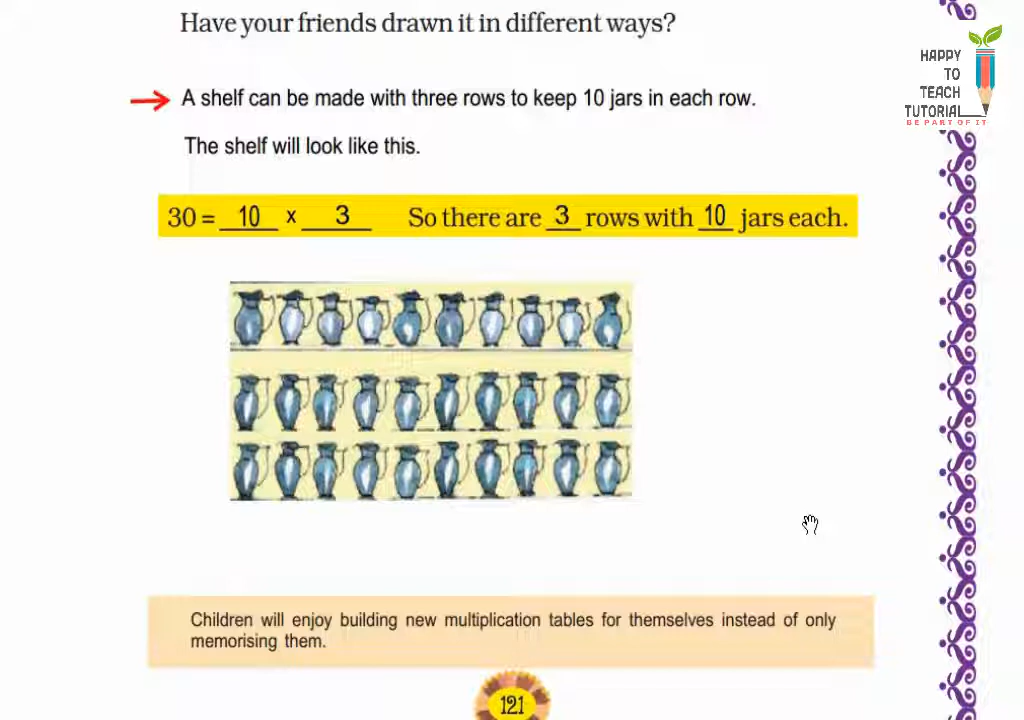 Have your friends drawn it in different ways?
HAPPY
TO
TEACH
TUTORIAL
BE PART OF IT
A shelf can be made with three rows to keep 10 jars in each row.
The shelf will look like this.
30 = 10 x 3 So there are 3 rows with 10 jars each.
Children will enjoy building new multiplication tables for themselves instead of only
memorising them.
121